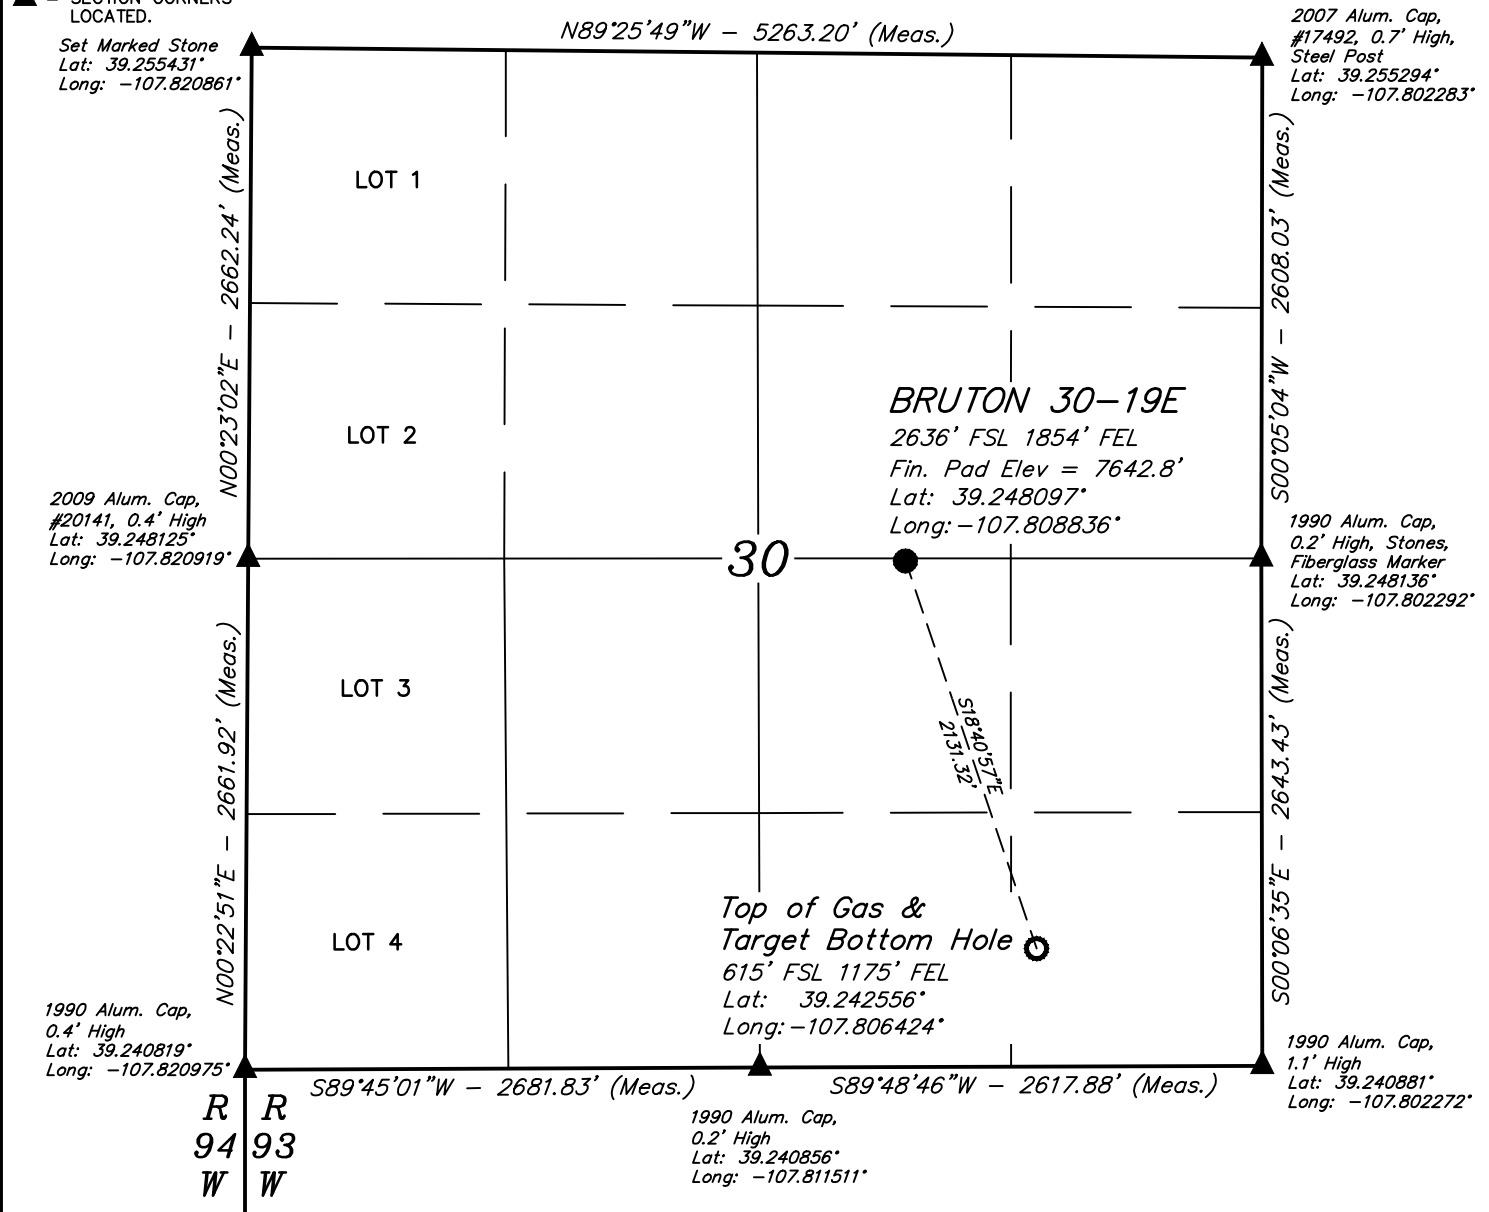 – SECTION CORNERS
LOCATED.
Set Marked Stone
Lat: 39.255431°
Long: –107.820861°
N89°25'49"W – 5263.20' (Meas.)
2007 Alum. Cap,
#17492, 0.7' High,
Steel Post
Lat: 39.255294°
Long: –107.802283°
N00°23'02"E – 2662.24' (Meas.)
LOT 1
S00°05'04"W – 2608.03' (Meas.)
LOT 2
BRUTON 30–19E
2636' FSL 1854' FEL
Fin. Pad Elev = 7642.8'
Lat: 39.248097°
Long: –107.808836°
2009 Alum. Cap,
#20141, 0.4' High
Lat: 39.248125°
Long: –107.820919°
30
1990 Alum. Cap,
0.2' High, Stones,
Fiberglass Marker
Lat: 39.248136°
Long: –107.802292°
N00°22'51"E – 2661.92' (Meas.)
LOT 3
S18°40'57"E
2131.32'
S00°06'35"E – 2643.43' (Meas.)
LOT 4
Top of Gas &
Target Bottom Hole
615' FSL 1175' FEL
Lat: 39.242556°
Long: –107.806424°
1990 Alum. Cap,
0.4' High
Lat: 39.240819°
Long: –107.820975°
S89°45'01"W – 2681.83' (Meas.)
S89°48'46"W – 2617.88' (Meas.)
1990 Alum. Cap,
1.1' High
Lat: 39.240881°
Long: –107.802272°
1990 Alum. Cap,
0.2' High
Lat: 39.240856°
Long: –107.811511°
R R
94 93
W W